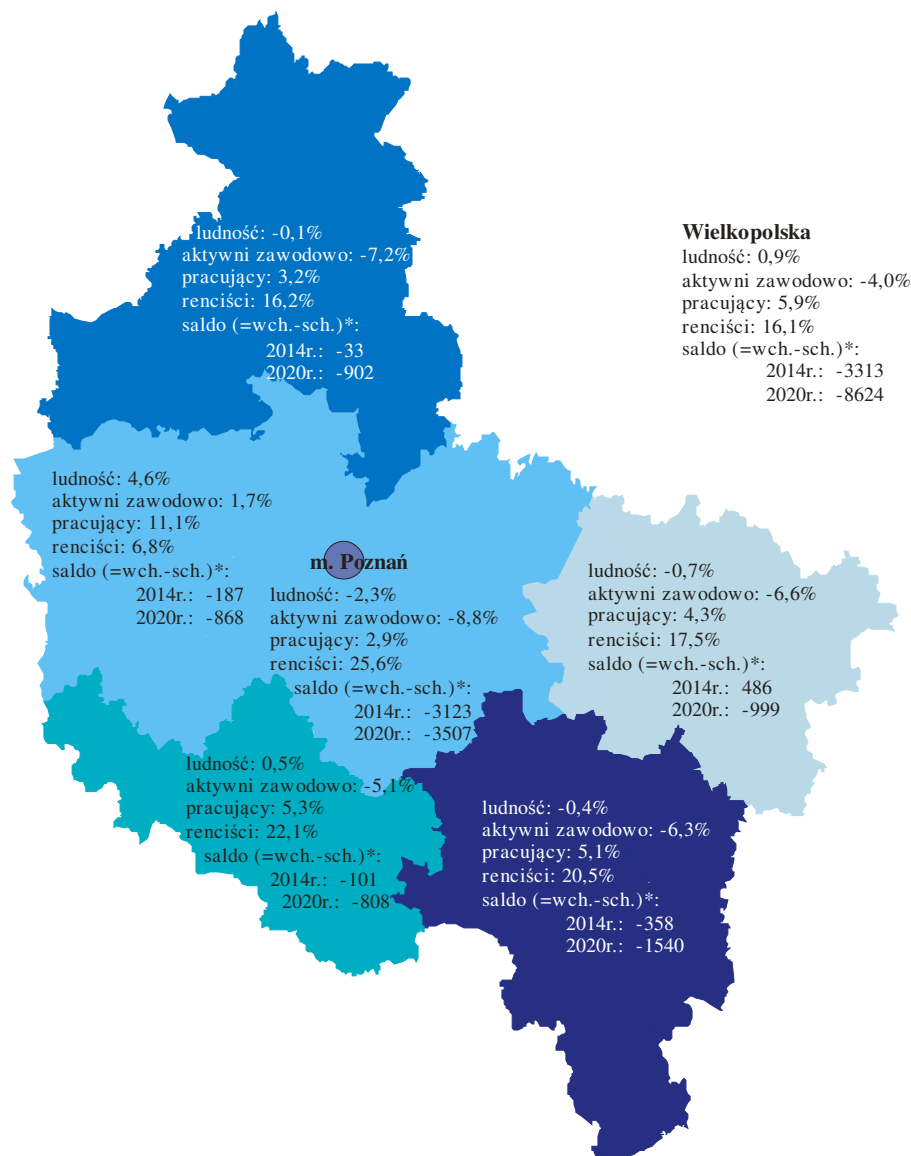 ludność: -0,1%
aktywni zawodowo: -7,2%
pracujący: 3,2%
renciści: 16,2%
saldo (=wch.-sch.)*:
2014r.: -33
2020r.: -902
Wielkopolska
ludność: 0,9%
aktywni zawodowo: -4,0%
pracujący: 5,9%
renciści: 16,1%
saldo (=wch.-sch.)*:
2014r.: -3313
2020r.: -8624
ludność: 4,6%
aktywni zawodowo: 1,7%
pracujący: 11,1%
renciści: 6,8%
saldo (=wch.-sch.)*:
2014r.: -187
2020r.: -868
m. Poznań
ludność: -2,3%
aktywni zawodowo: -8,8%
pracujący: 2,9%
renciści: 25,6%
saldo (=wch.-sch.)*:
2014r.: -3123
2020r.: -3507
ludność: -0,7%
aktywni zawodowo: -6,6%
pracujący: 4,3%
renciści: 17,5%
saldo (=wch.-sch.)*:
2014r.: 486
2020r.: -999
ludność: 0,5%
aktywni zawodowo: -5,1%
pracujący: 5,3%
renciści: 22,1%
saldo (=wch.-sch.)*:
2014r.: -101
2020r.: -808
ludność: -0,4%
aktywni zawodowo: -6,3%
pracujący: 5,1%
renciści: 20,5%
saldo (=wch.-sch.)*:
2014r.: -358
2020r.: -1540